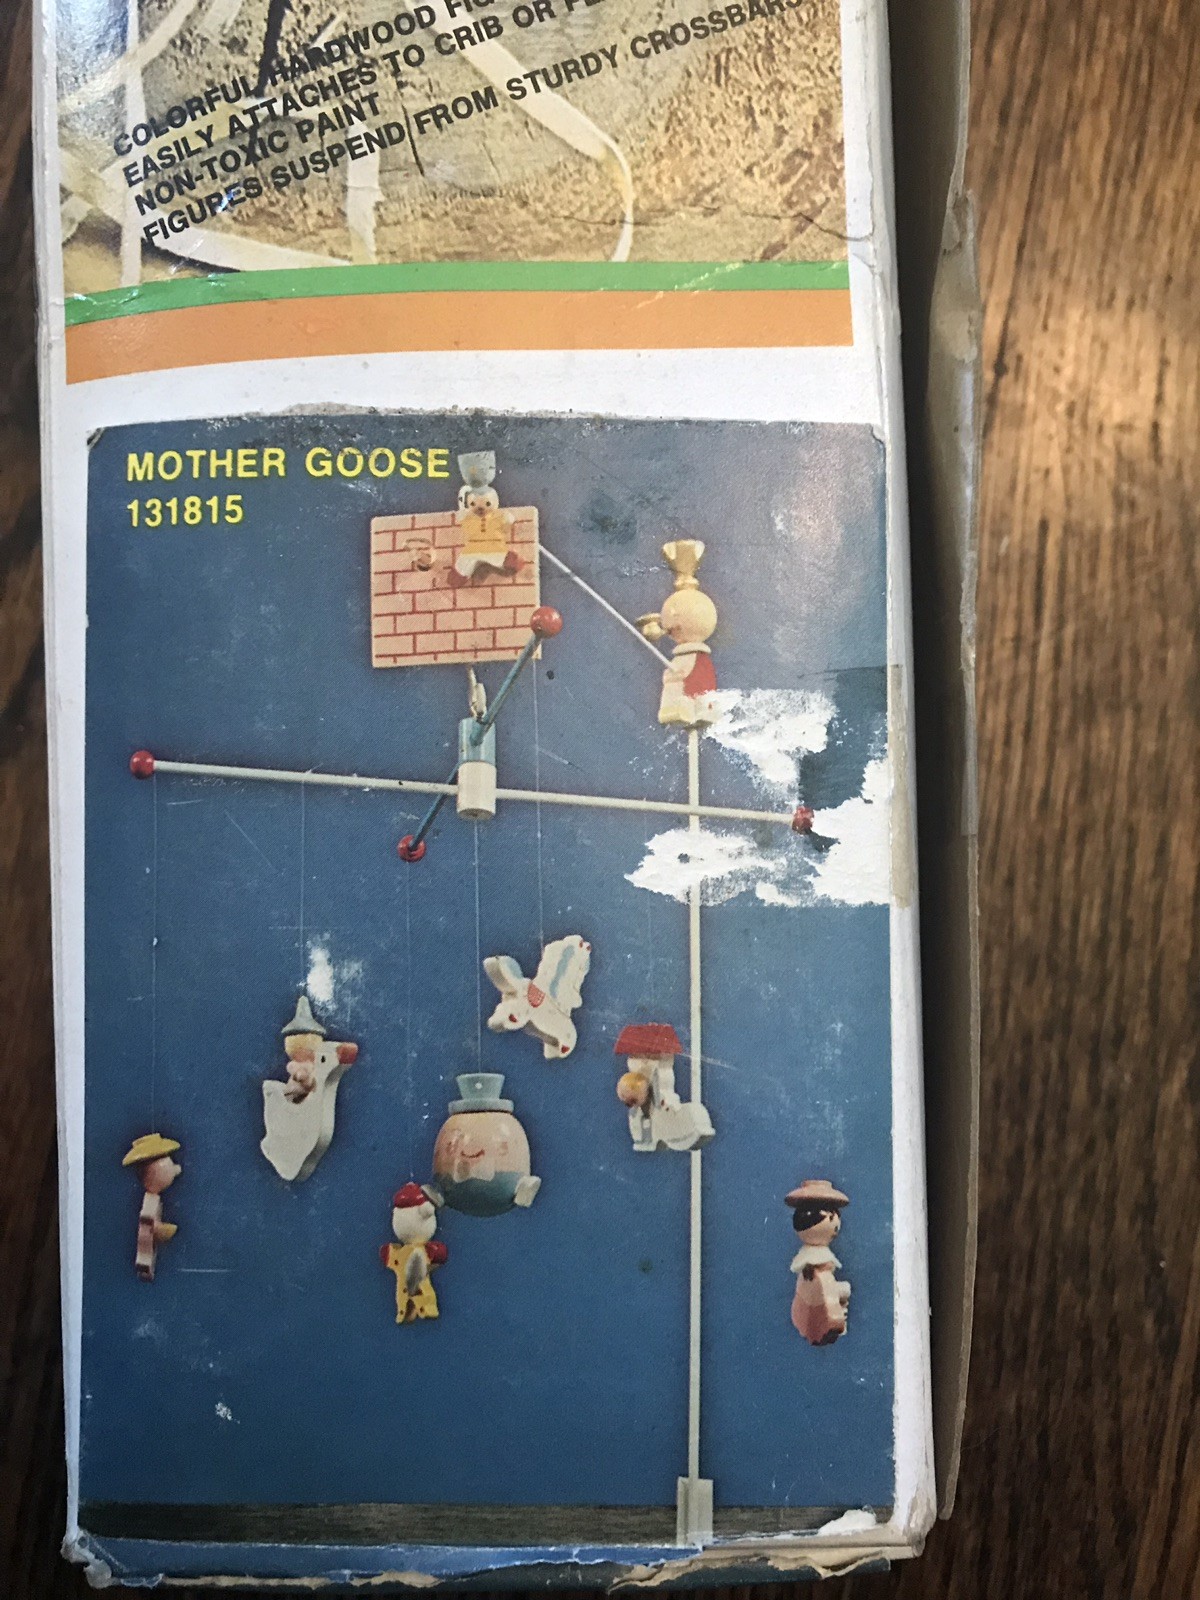 COLORFUL HARDWOOD
EASILY ATTACHES TO CRIB OR
NON-TOXIC PAINT
FIGURES SUSPEND FROM STURDY CROSSBARS
MOTHER GOOSE
131815